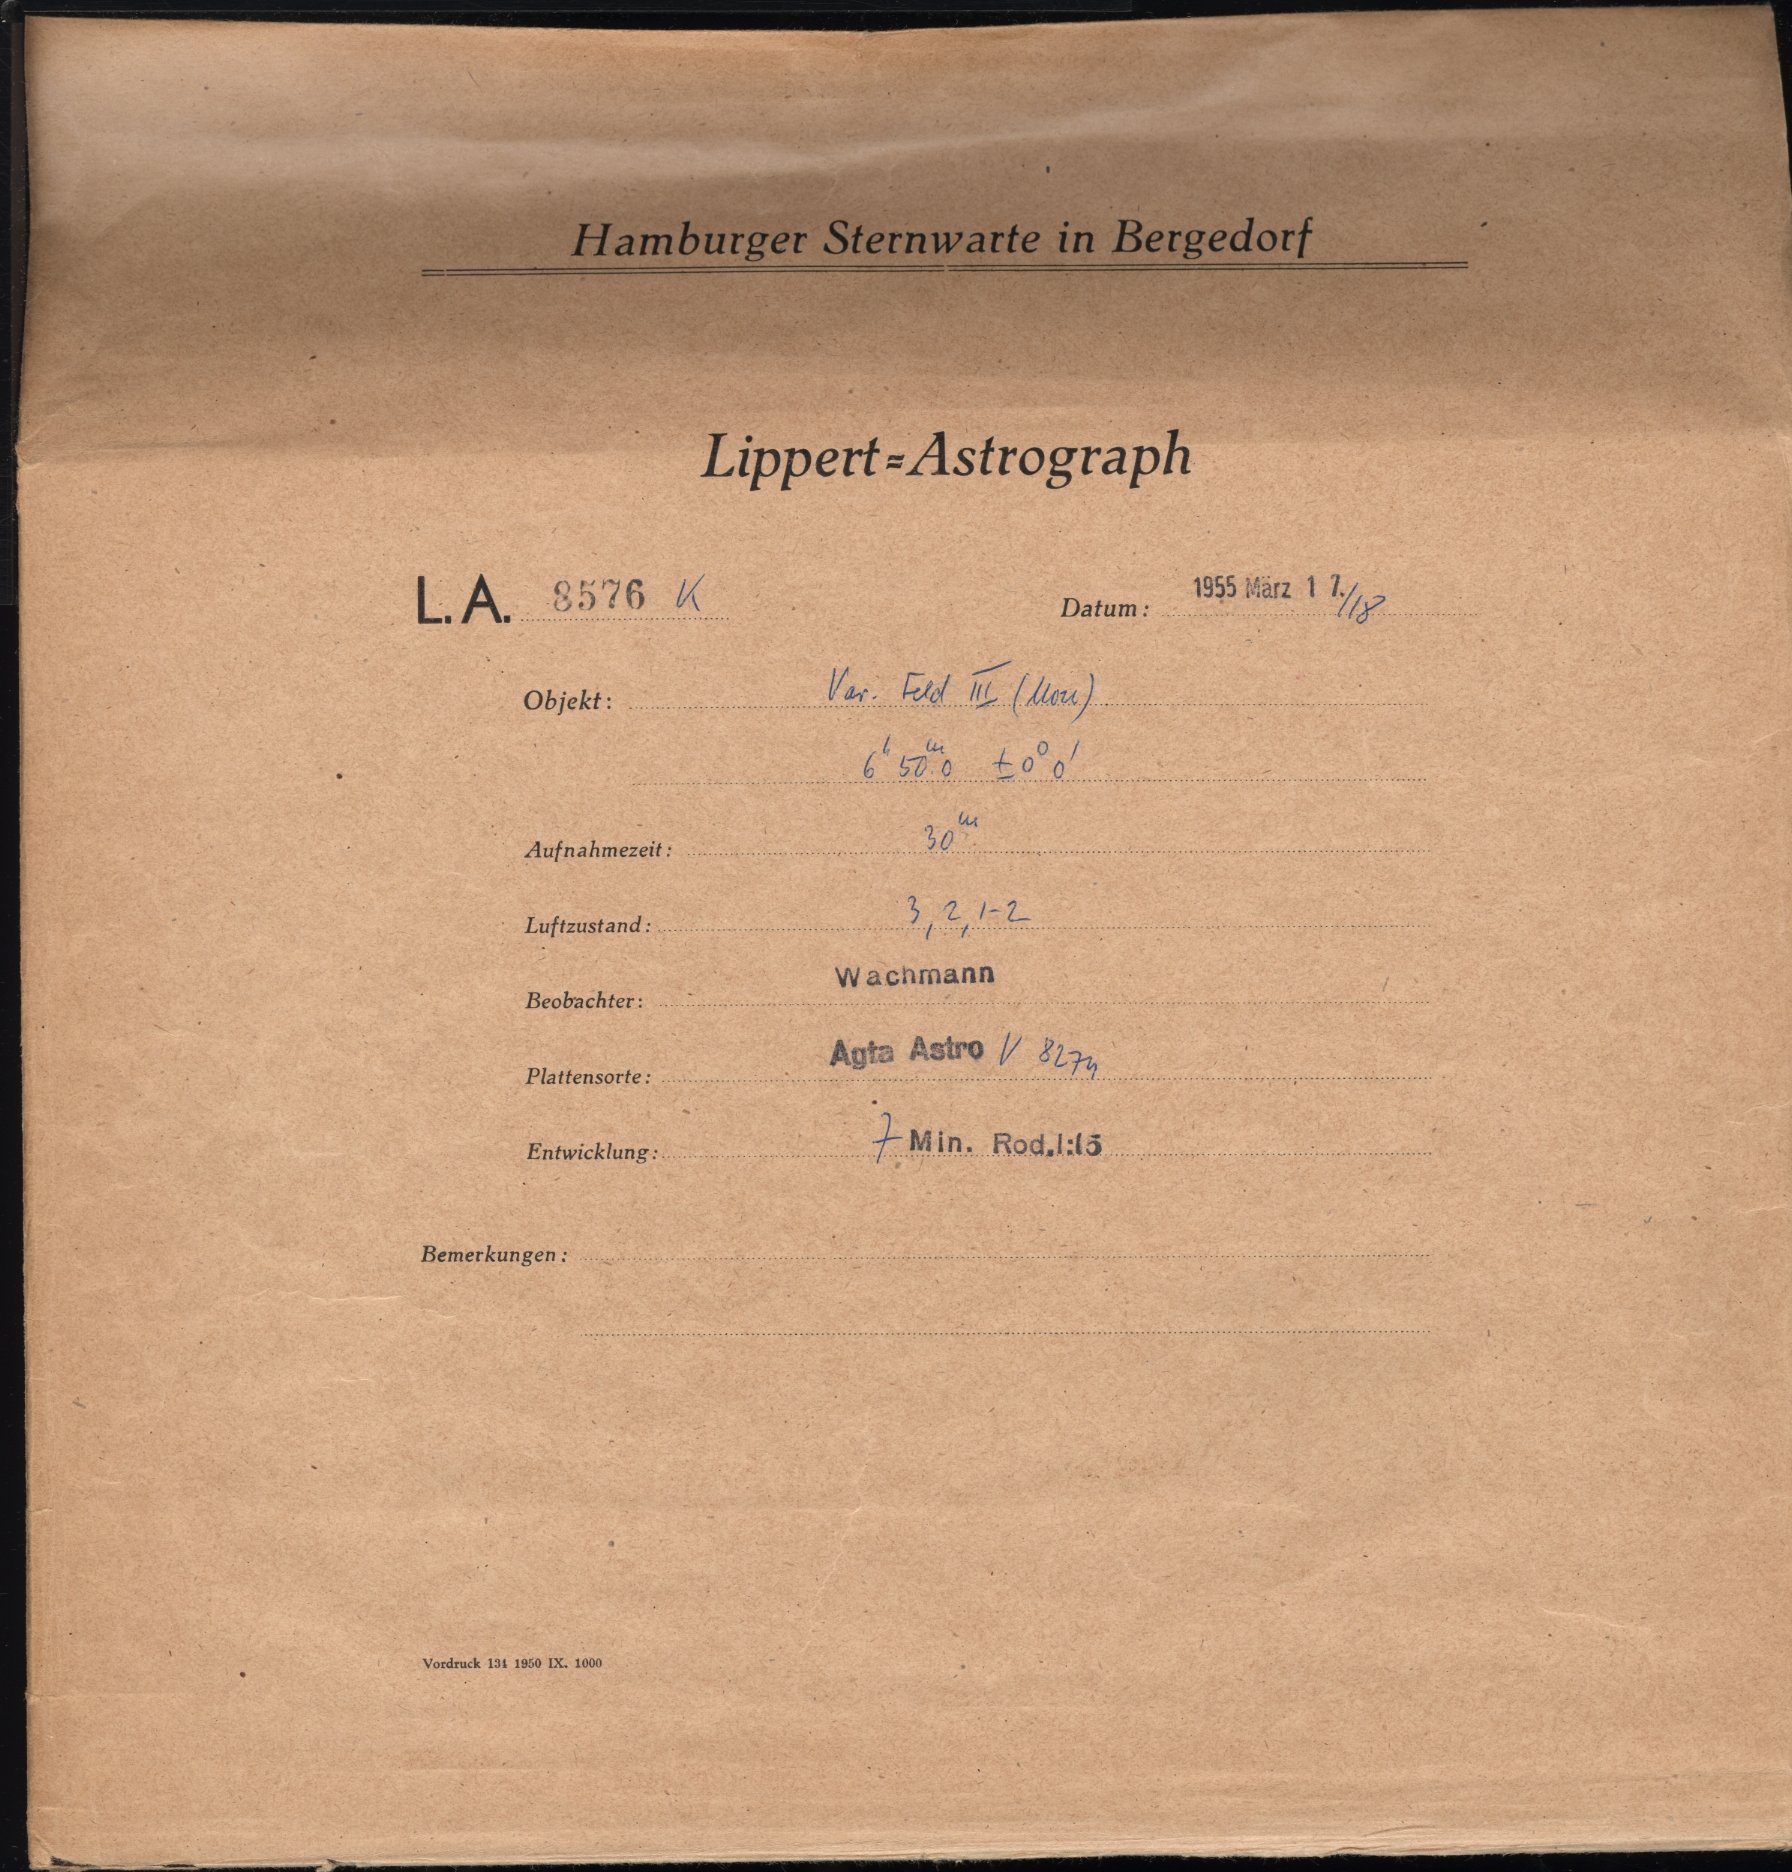 Hamburger Sternwarte in Bergedorf
Lippert=Astrograph
L.A. 8576 K
Datum: 1955 März 17./18
Objekt: Var. Feld III (Mon)
6ʰ 50ᵐ.0 ±0° 0'
Aufnahmezeit: 30ᵐ
Luftzustand: 3, 2, 1-2
Beobachter: Wachmann
Plattensorte: Agfa Astro V 8274
Entwicklung: 7 Min. Rod.1:15
Bemerkungen:
Vordruck 134 1950 IX. 1000